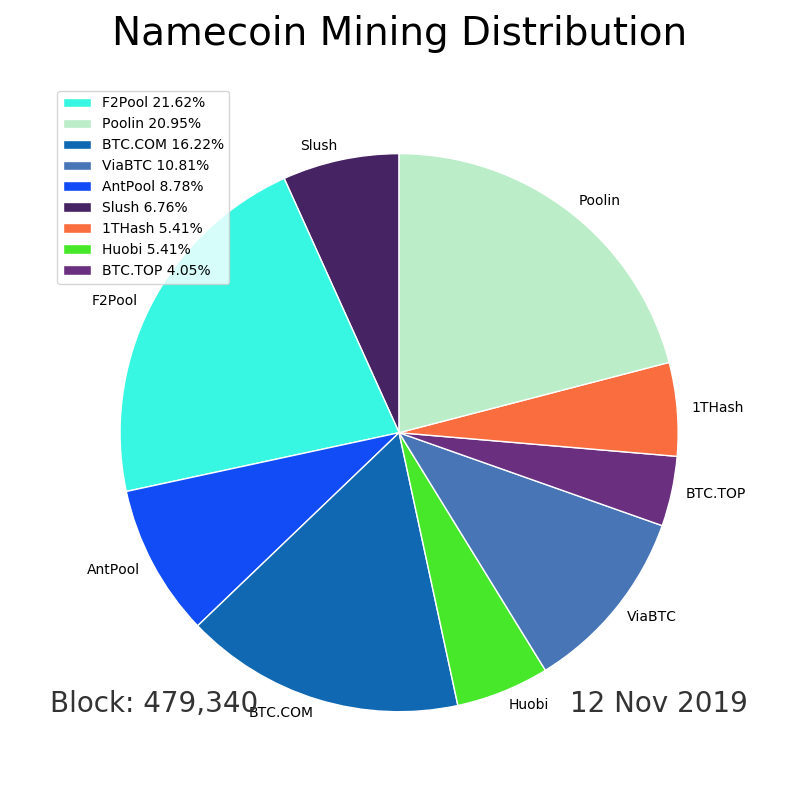 Namecoin Mining Distribution
F2Pool 21.62%
Poolin 20.95%
BTC.COM 16.22%
ViaBTC 10.81%
AntPool 8.78%
Slush 6.76%
1THash 5.41%
Huobi 5.41%
BTC.TOP 4.05%
Slush
Poolin
F2Pool
1THash
BTC.TOP
AntPool
ViaBTC
Huobi
BTC.COM
Block: 479,340
12 Nov 2019